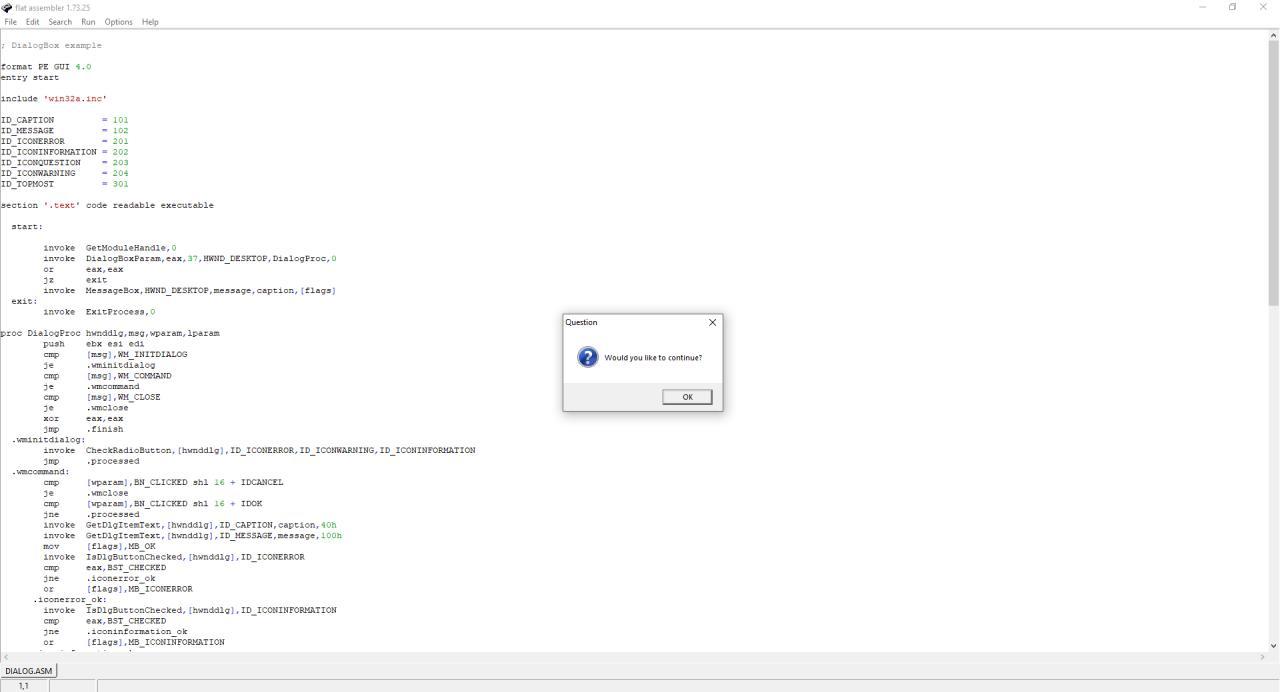 flat assembler 1.73.25
File Edit Search Run Options Help
; DialogBox example
format PE GUI 4.0
entry start
include 'win32a.inc'
ID_CAPTION = 101
ID_MESSAGE = 102
ID_ICONERROR = 201
ID_ICONINFORMATION = 202
ID_ICONQUESTION = 203
ID_ICONWARNING = 204
ID_TOPMOST = 301
section '.text' code readable executable
start:
invoke GetModuleHandle,0
invoke DialogBoxParam,eax,37,HWND_DESKTOP,DialogProc,0
or eax,eax
jz exit
invoke MessageBox,HWND_DESKTOP,message,caption,[flags]
exit:
invoke ExitProcess,0
proc DialogProc hwnddlg,msg,wparam,lparam
push ebx esi edi
cmp [msg],WM_INITDIALOG
je .wminitdialog
cmp [msg],WM_COMMAND
je .wmcommand
cmp [msg],WM_CLOSE
je .wmclose
xor eax,eax
jmp .finish
.wminitdialog:
invoke CheckRadioButton,[hwnddlg],ID_ICONERROR,ID_ICONWARNING,ID_ICONINFORMATION
jmp .processed
.wmcommand:
cmp [wparam],BN_CLICKED shl 16 + IDCANCEL
je .wmclose
cmp [wparam],BN_CLICKED shl 16 + IDOK
jne .processed
invoke GetDlgItemText,[hwnddlg],ID_CAPTION,caption,40h
invoke GetDlgItemText,[hwnddlg],ID_MESSAGE,message,100h
mov [flags],MB_OK
invoke IsDlgButtonChecked,[hwnddlg],ID_ICONERROR
cmp eax,BST_CHECKED
jne .iconerror_ok
or [flags],MB_ICONERROR
.iconerror_ok:
invoke IsDlgButtonChecked,[hwnddlg],ID_ICONINFORMATION
cmp eax,BST_CHECKED
jne .iconinformation_ok
or [flags],MB_ICONINFORMATION
Question
Would you like to continue?
OK
DIALOG.ASM
1,1